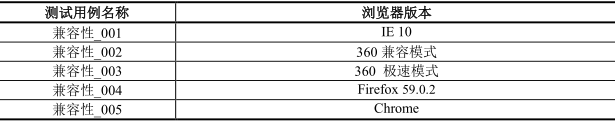 测试用例名称 浏览器版本
兼容性_001 IE 10
兼容性_002 360 兼容模式
兼容性_003 360 极速模式
兼容性_004 Firefox 59.0.2
兼容性_005 Chrome